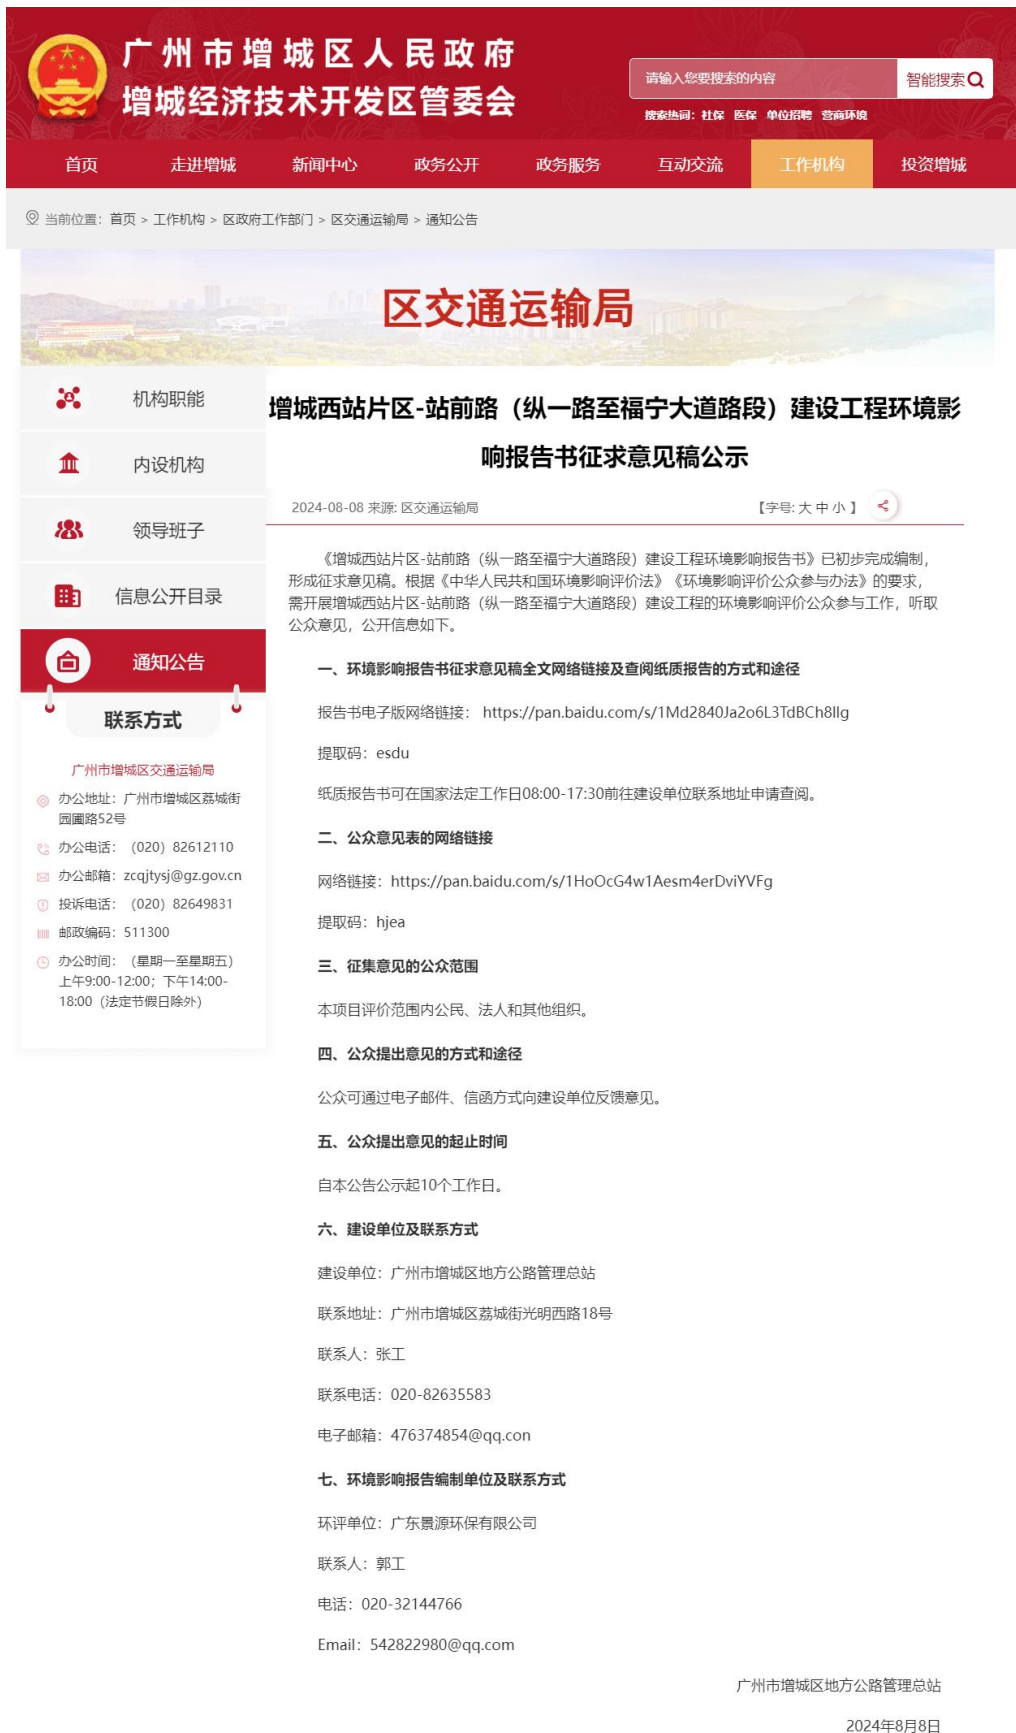 广州市增城区人民政府
增城经济技术开发区管委会
请输入您要搜索的内容
智能搜索
搜索热词：社保 医保 单位招聘 营商环境
首页 走进增城 新闻中心 政务公开 政务服务 互动交流 工作机构 投资增城
当前位置：首页 > 工作机构 > 区政府工作部门 > 区交通运输局 > 通知公告
区交通运输局
机构职能
内设机构
领导班子
信息公开目录
通知公告
联系方式
广州市增城区交通运输局
办公地址：广州市增城区荔城街
园圃路52号
办公电话：（020）82612110
办公邮箱：zcqjtysj@gz.gov.cn
投诉电话：（020）82649831
邮政编码：511300
办公时间：（星期一至星期五）
上午9:00-12:00；下午14:00-
18:00（法定节假日除外）
增城西站片区-站前路（纵一路至福宁大道路段）建设工程环境影
响报告书征求意见稿公示
2024-08-08 来源: 区交通运输局
【字号: 大 中 小 】
《增城西站片区-站前路（纵一路至福宁大道路段）建设工程环境影响报告书》已初步完成编制，
形成征求意见稿。根据《中华人民共和国环境影响评价法》《环境影响评价公众参与办法》的要求，
需开展增城西站片区-站前路（纵一路至福宁大道路段）建设工程的环境影响评价公众参与工作，听取
公众意见，公开信息如下。
一、环境影响报告书征求意见稿全文网络链接及查阅纸质报告的方式和途径
报告书电子版网络链接： https://pan.baidu.com/s/1Md2840Ja2o6L3TdBCh8llg
提取码：esdu
纸质报告书可在国家法定工作日08:00-17:30前往建设单位联系地址申请查阅。
二、公众意见表的网络链接
网络链接：https://pan.baidu.com/s/1HoOcG4w1Aesm4erDviYVFg
提取码：hjea
三、征集意见的公众范围
本项目评价范围内公民、法人和其他组织。
四、公众提出意见的方式和途径
公众可通过电子邮件、信函方式向建设单位反馈意见。
五、公众提出意见的起止时间
自本公告公示起10个工作日。
六、建设单位及联系方式
建设单位：广州市增城区地方公路管理总站
联系地址：广州市增城区荔城街光明西路18号
联系人：张工
联系电话：020-82635583
电子邮箱：476374854@qq.con
七、环境影响报告编制单位及联系方式
环评单位：广东景源环保有限公司
联系人：郭工
电话：020-32144766
Email：542822980@qq.com
广州市增城区地方公路管理总站
2024年8月8日